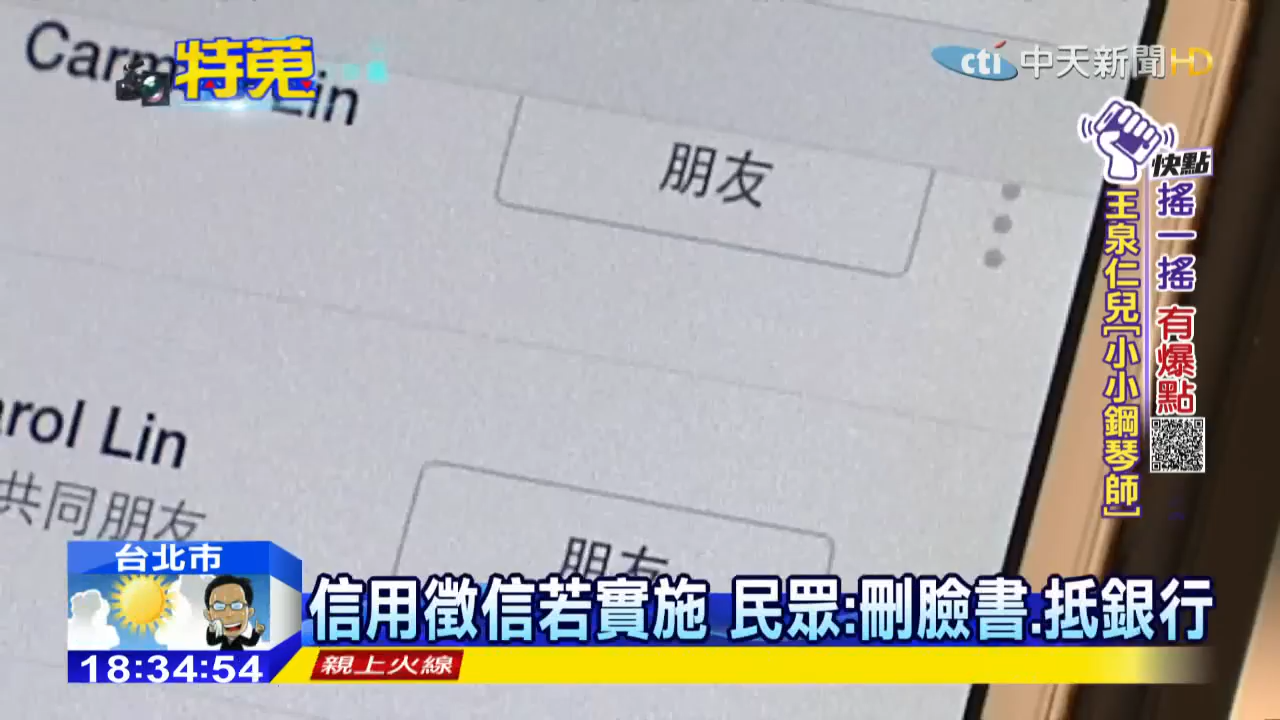 特蒐
cti 中天新聞HD
Lin
朋友
快點
搖一搖 有爆點
王泉仁兒[小小鋼琴師]
rol Lin
共同朋友
朋友
台北市
18:34:54
信用徵信若實施 民眾:刪臉書.抵銀行
親上火線